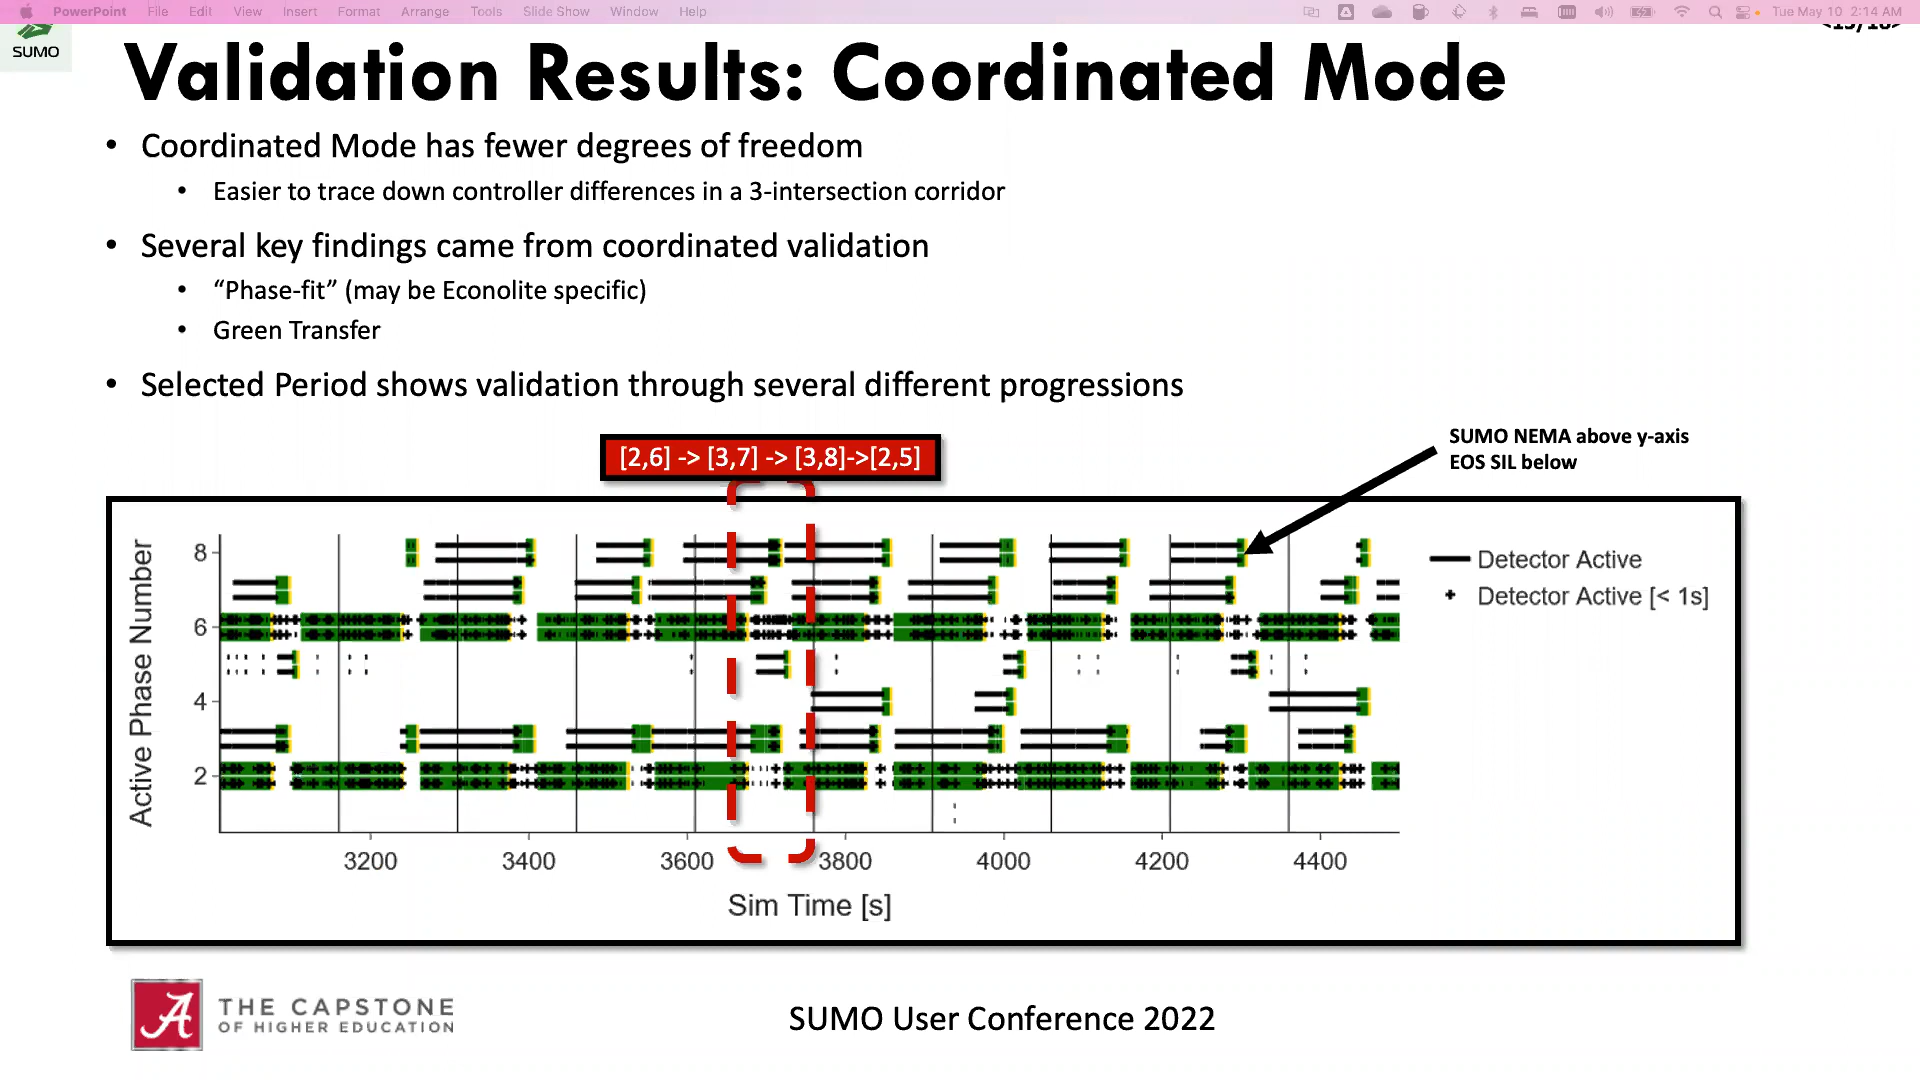 PowerPoint File Edit View Insert Format Arrange Tools Slide Show Window Help Tue May 10 2:14 AM
SUMO
Validation Results: Coordinated Mode
• Coordinated Mode has fewer degrees of freedom
• Easier to trace down controller differences in a 3-intersection corridor
• Several key findings came from coordinated validation
• “Phase-fit” (may be Econolite specific)
• Green Transfer
• Selected Period shows validation through several different progressions
[2,6] -> [3,7] -> [3,8]->[2,5]
SUMO NEMA above y-axis
EOS SIL below
Active Phase Number
8
6
4
2
3200 3400 3600 3800 4000 4200 4400
Sim Time [s]
Detector Active
Detector Active [< 1s]
A THE CAPSTONE
OF HIGHER EDUCATION
SUMO User Conference 2022